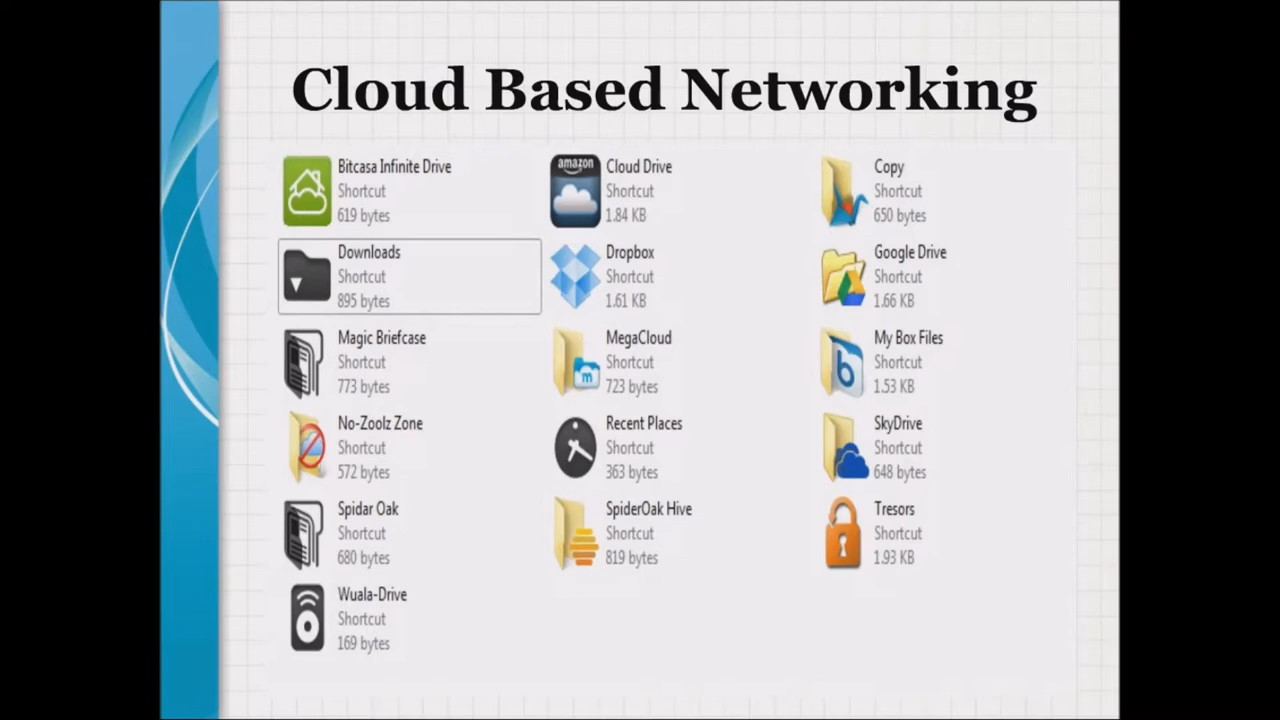 Cloud Based Networking
Bitcasa Infinite Drive
Shortcut
619 bytes
amazon
Cloud Drive
Shortcut
1.84 KB
Copy
Shortcut
650 bytes
Downloads
Shortcut
895 bytes
Dropbox
Shortcut
1.61 KB
Google Drive
Shortcut
1.66 KB
Magic Briefcase
Shortcut
773 bytes
m
MegaCloud
Shortcut
723 bytes
b
My Box Files
Shortcut
1.53 KB
No-Zoolz Zone
Shortcut
572 bytes
Recent Places
Shortcut
363 bytes
SkyDrive
Shortcut
648 bytes
Spidar Oak
Shortcut
680 bytes
SpiderOak Hive
Shortcut
819 bytes
Tresors
Shortcut
1.93 KB
Wuala-Drive
Shortcut
169 bytes